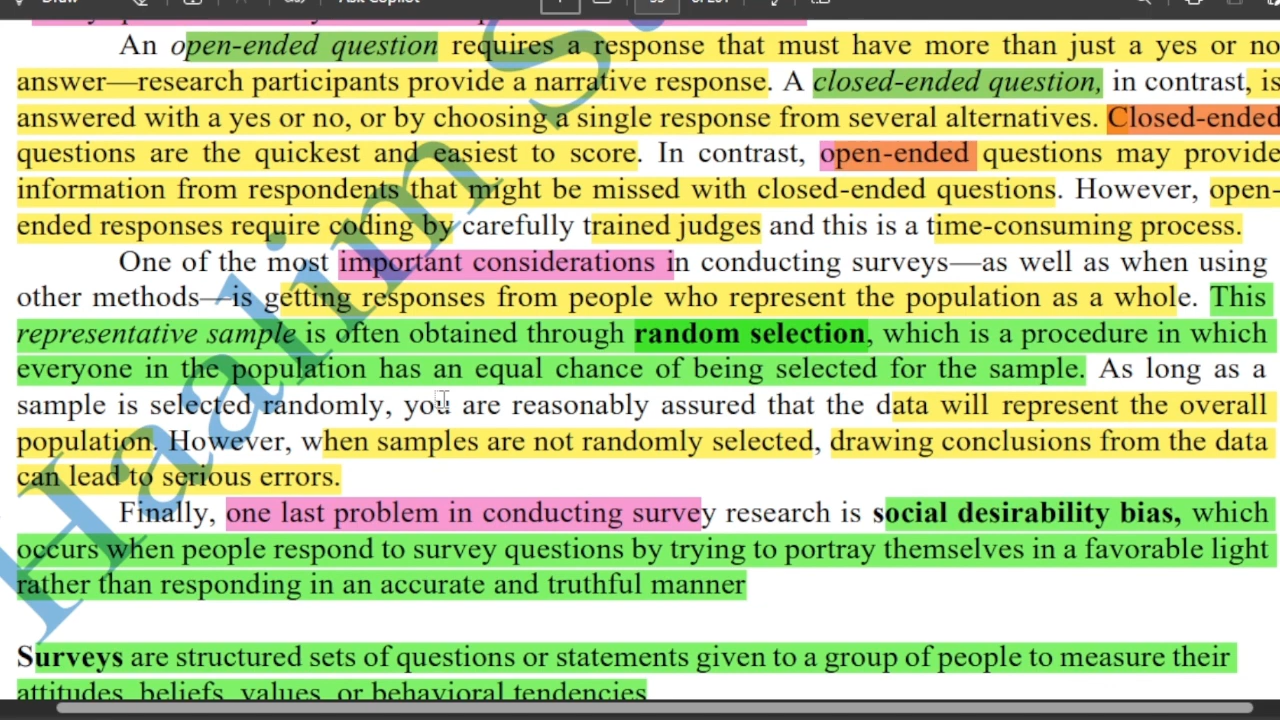 Draw
Ask Copilot
An open-ended question requires a response that must have more than just a yes or no
answer—research participants provide a narrative response. A closed-ended question, in contrast, is
answered with a yes or no, or by choosing a single response from several alternatives. Closed-ended
questions are the quickest and easiest to score. In contrast, open-ended questions may provide
information from respondents that might be missed with closed-ended questions. However, open-
ended responses require coding by carefully trained judges and this is a time-consuming process.
One of the most important considerations in conducting surveys—as well as when using
other methods—is getting responses from people who represent the population as a whole. This
representative sample is often obtained through random selection, which is a procedure in which
everyone in the population has an equal chance of being selected for the sample. As long as a
sample is selected randomly, you are reasonably assured that the data will represent the overall
population. However, when samples are not randomly selected, drawing conclusions from the data
can lead to serious errors.
Finally, one last problem in conducting survey research is social desirability bias, which
occurs when people respond to survey questions by trying to portray themselves in a favorable light
rather than responding in an accurate and truthful manner
Surveys are structured sets of questions or statements given to a group of people to measure their
attitudes, beliefs, values, or behavioral tendencies
Haalim S.